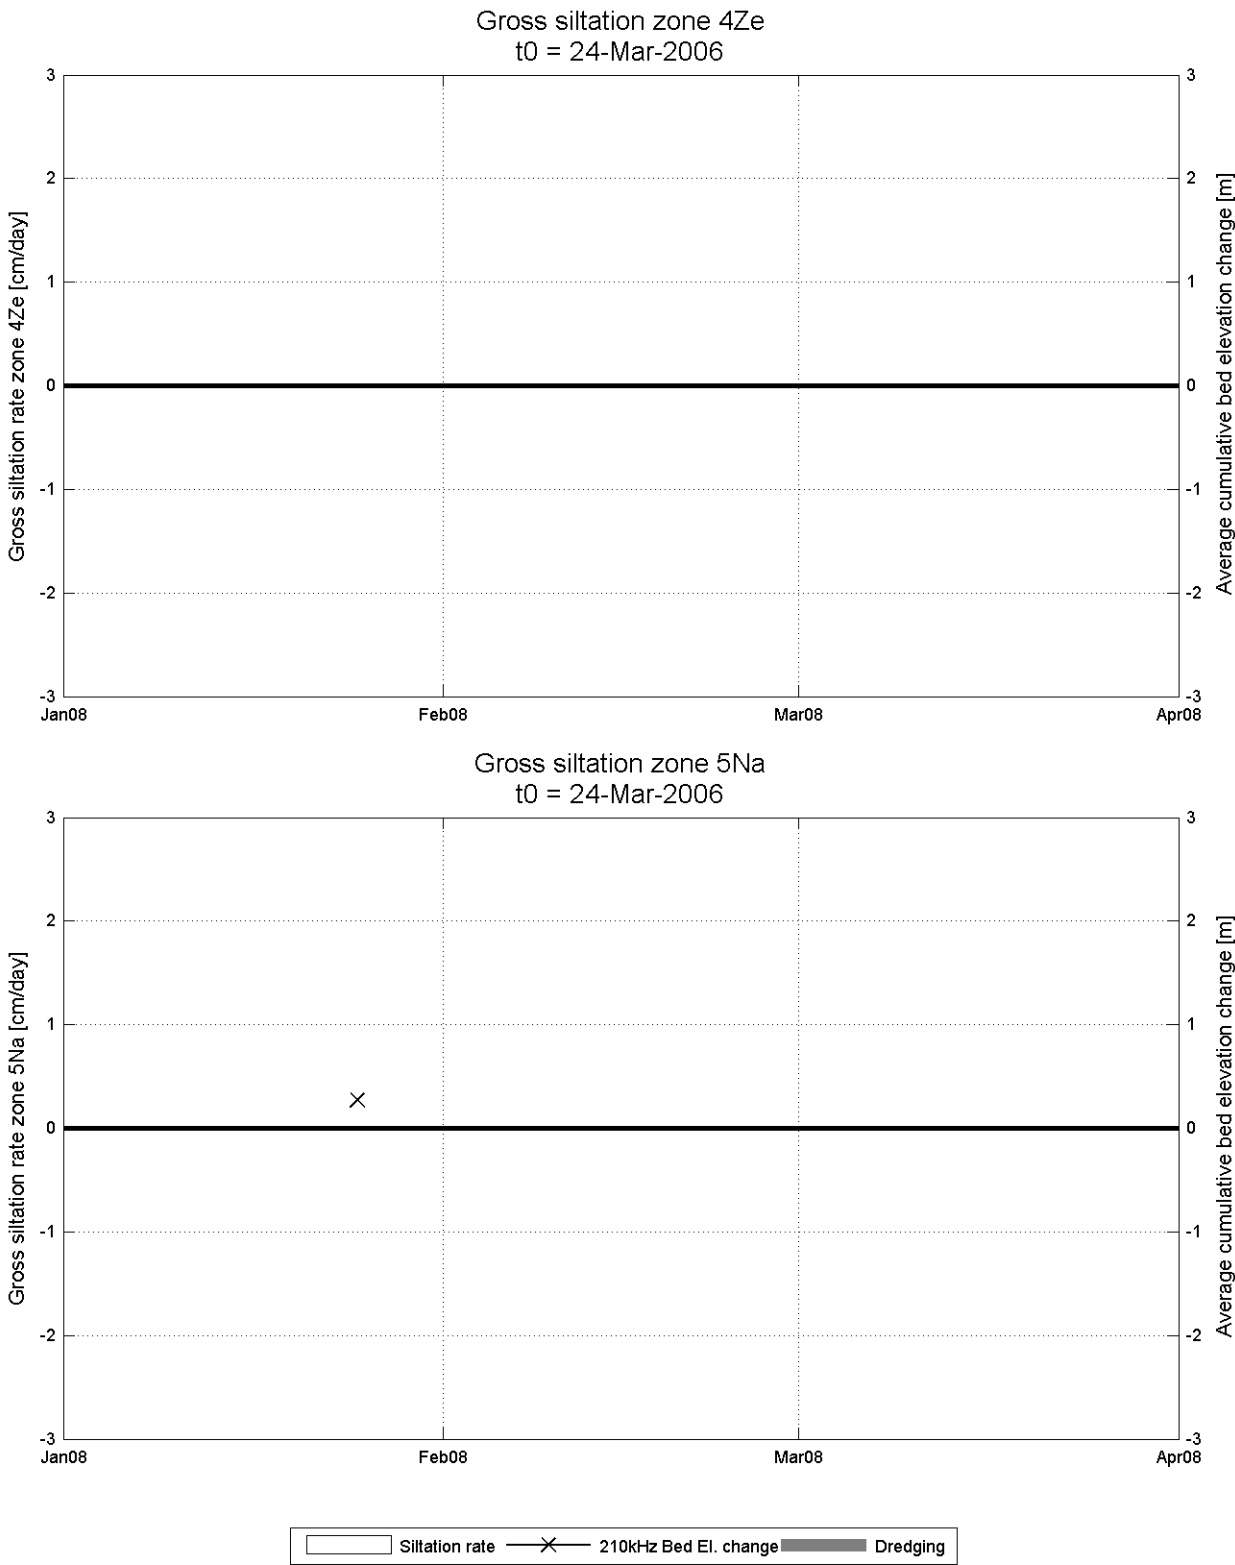 Gross siltation zone 4Ze
t0 = 24-Mar-2006
3
2
1
0
-1
-2
-3
Gross siltation rate zone 4Ze [cm/day]
3
2
1
0
-1
-2
-3
Average cumulative bed elevation change [m]
Jan08 Feb08 Mar08 Apr08
Gross siltation zone 5Na
t0 = 24-Mar-2006
3
2
1
0
-1
-2
-3
Gross siltation rate zone 5Na [cm/day]
3
2
1
0
-1
-2
-3
Average cumulative bed elevation change [m]
Jan08 Feb08 Mar08 Apr08
Siltation rate 210kHz Bed El. change Dredging